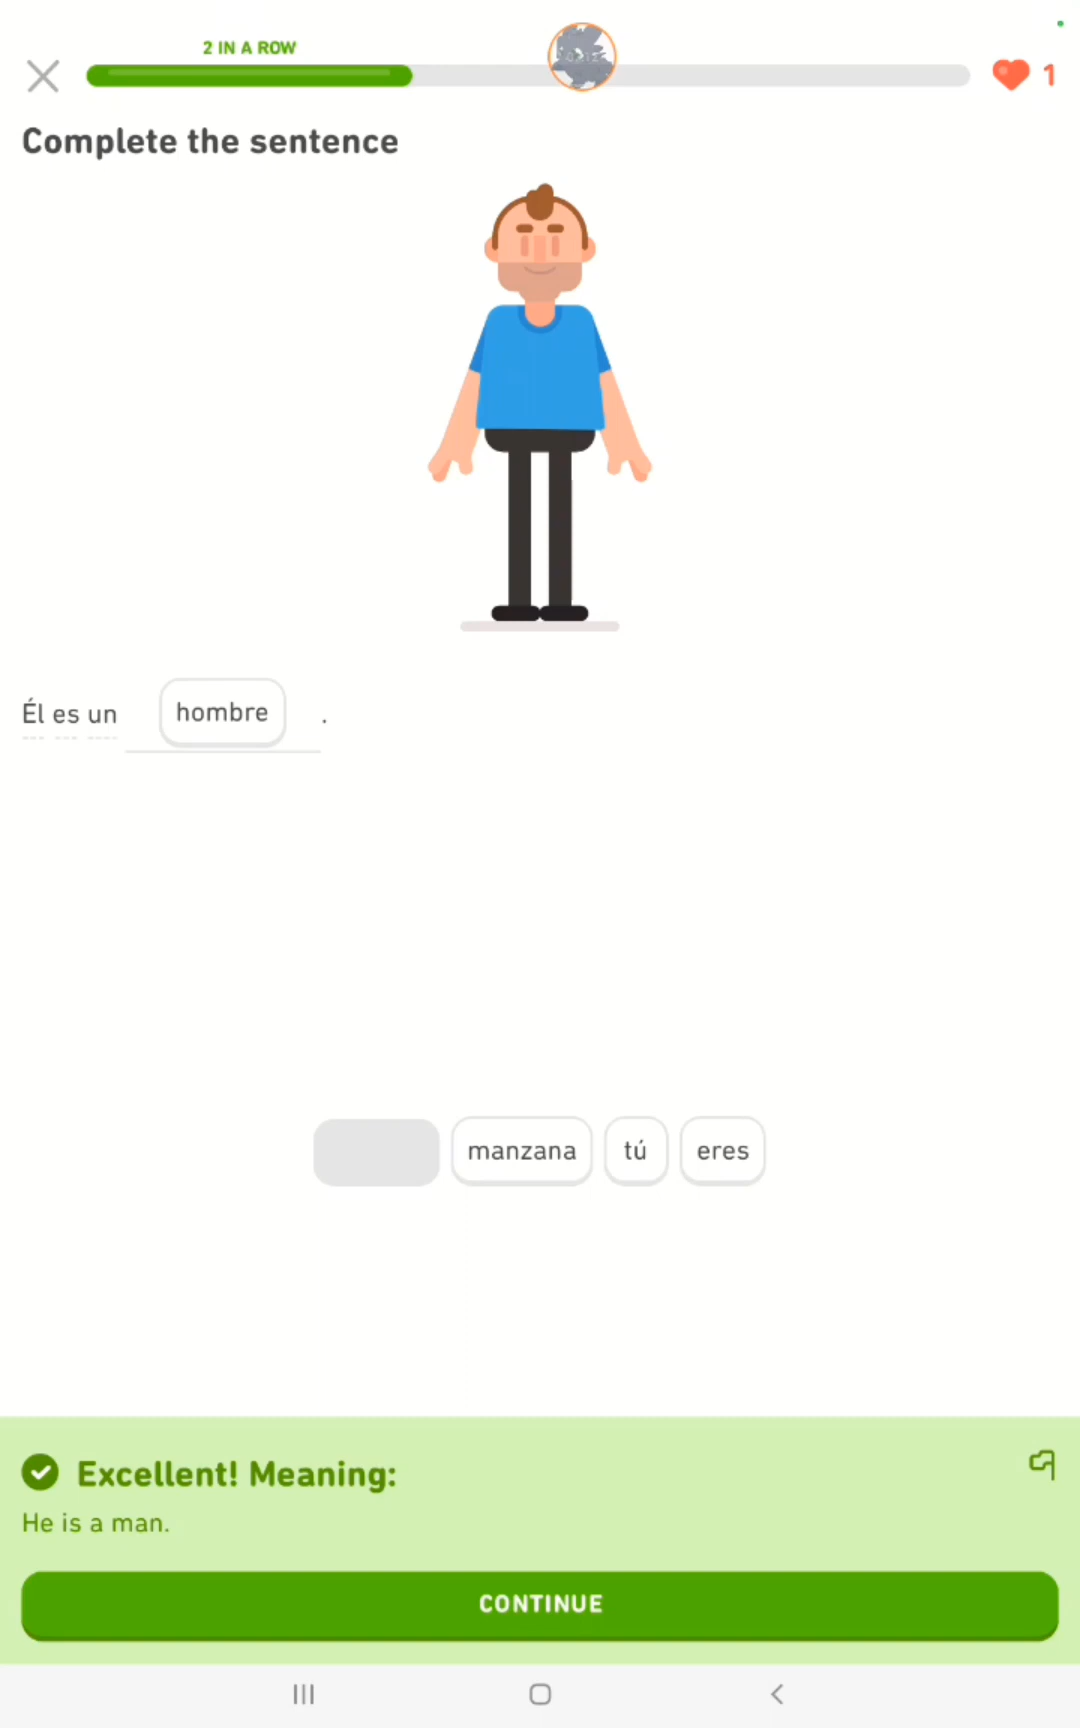 2 IN A ROW
1
Complete the sentence
Él es un hombre .
manzana tú eres
Excellent! Meaning:
He is a man.
CONTINUE